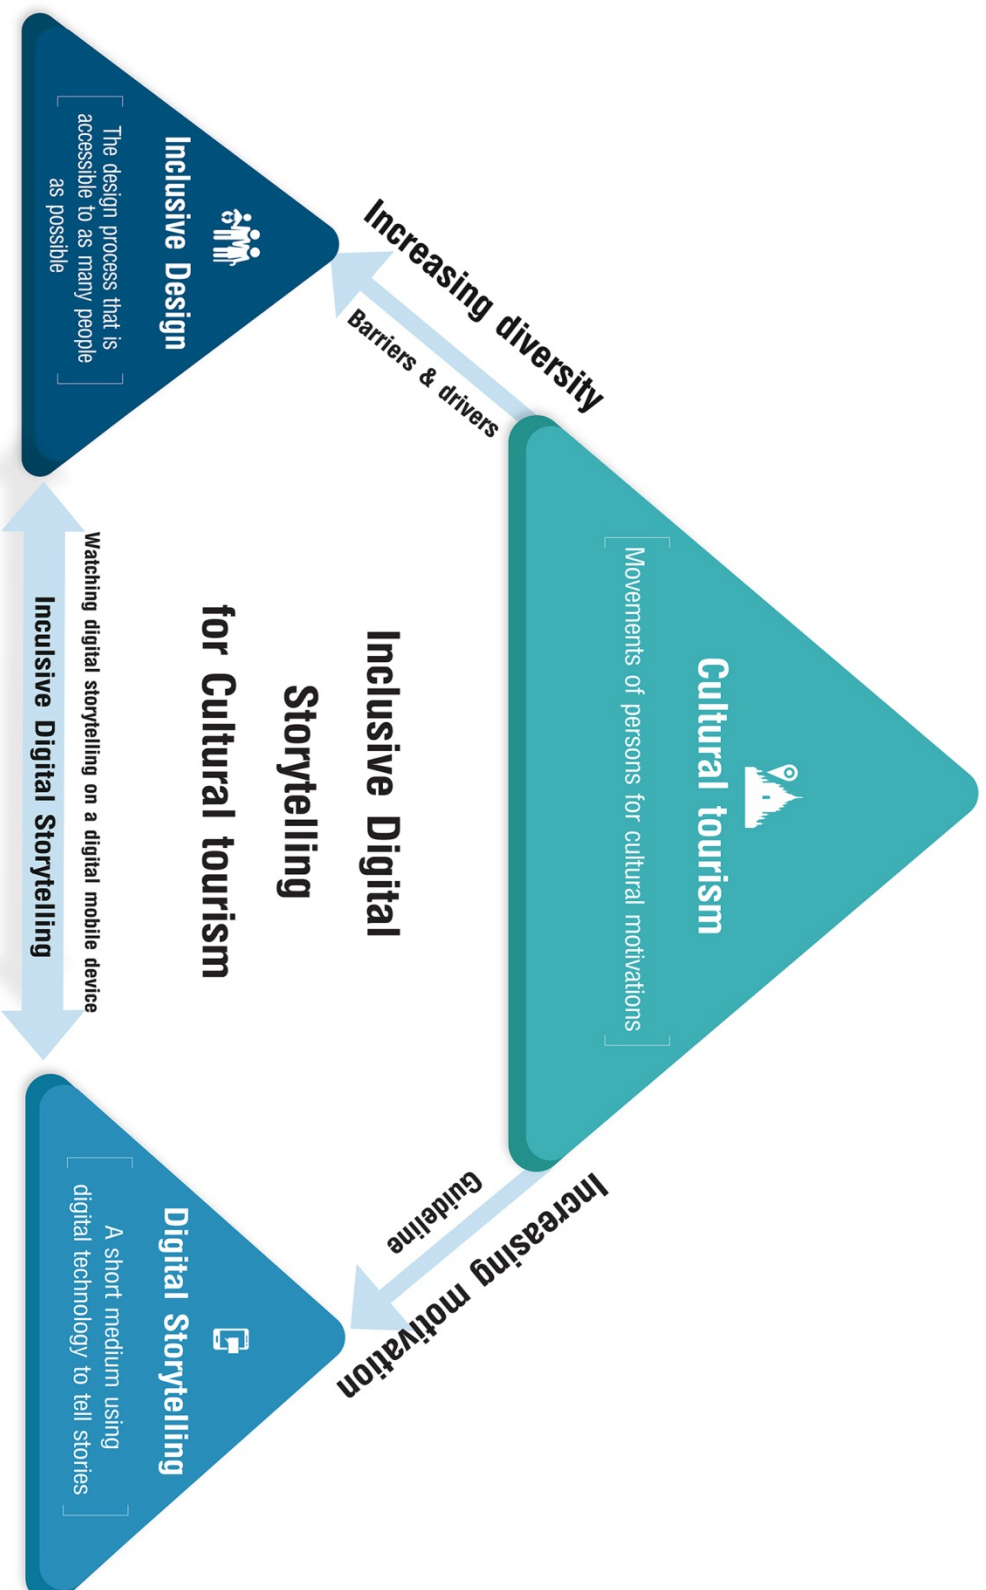 Cultural tourism
Movements of persons for cultural motivations
Increasing diversity
Barriers & drivers
Increasing motivation
Guideline
Inclusive Digital
Storytelling
for Cultural tourism
Inclusive Design
The design process that is
accessible to as many people
as possible
Watching digital storytelling on a digital mobile device
Inculsive Digital Storytelling
Digital Storytelling
A short medium using
digital technology to tell stories